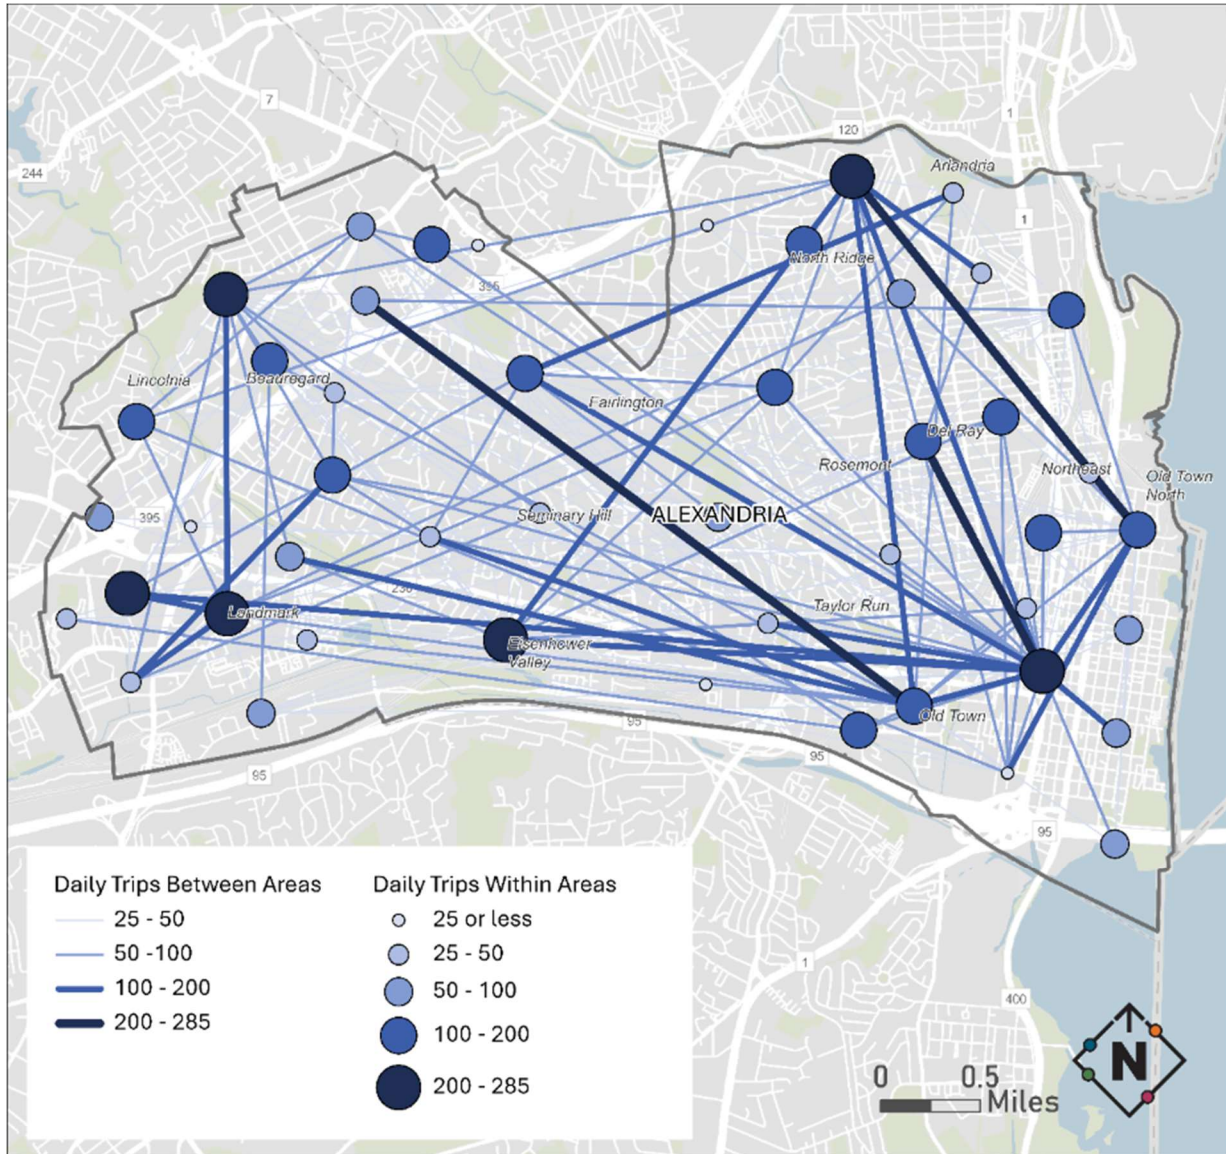 120
7
1
Arlandria
244
1
North Ridge
395
Lincolnia
Beauregard
Fairlington
Del Ray
Rosemont
Northeast
Old Town
North
395
Seminary Hill
ALEXANDRIA
236
Taylor Run
Landmark
Eisenhower
Valley
Old Town
95
95
95
95
Daily Trips Between Areas
25 - 50
50 -100
100 - 200
200 - 285
Daily Trips Within Areas
25 or less
25 - 50
50 - 100
100 - 200
200 - 285
1
400
N
0 0.5
Miles